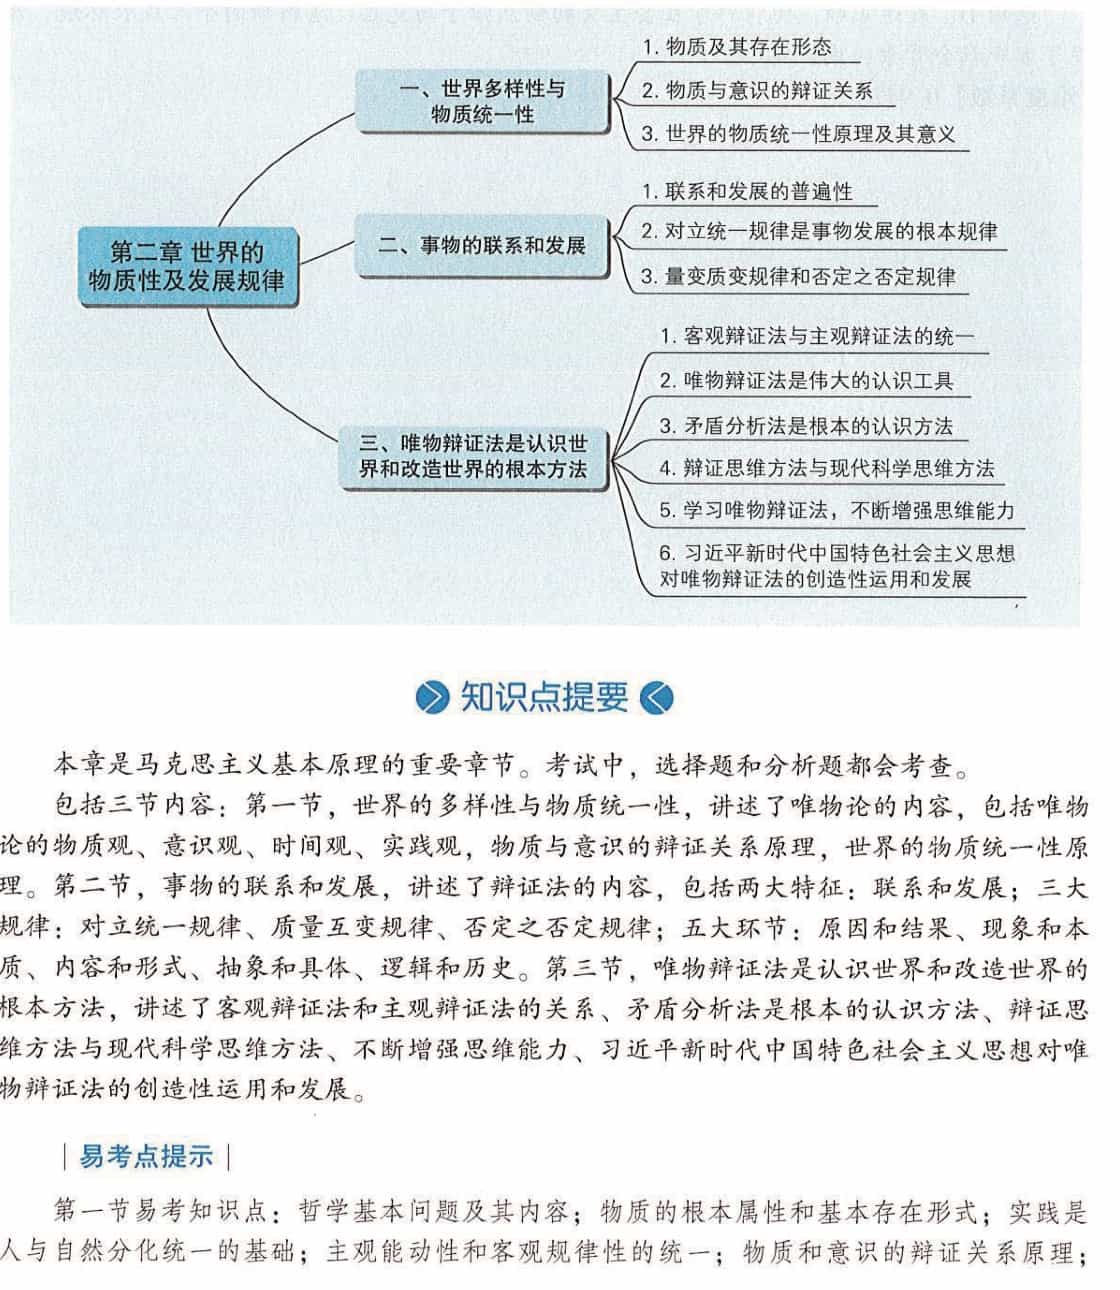 第二章 世界的
物质性及发展规律
一、世界多样性与
物质统一性
1. 物质及其存在形态
2. 物质与意识的辩证关系
3. 世界的物质统一性原理及其意义
二、事物的联系和发展
1. 联系和发展的普遍性
2. 对立统一规律是事物发展的根本规律
3. 量变质变规律和否定之否定规律
三、唯物辩证法是认识世
界和改造世界的根本方法
1. 客观辩证法与主观辩证法的统一
2. 唯物辩证法是伟大的认识工具
3. 矛盾分析法是根本的认识方法
4. 辩证思维方法与现代科学思维方法
5. 学习唯物辩证法，不断增强思维能力
6. 习近平新时代中国特色社会主义思想
对唯物辩证法的创造性运用和发展
知识点提要
本章是马克思主义基本原理的重要章节。考试中，选择题和分析题都会考查。
包括三节内容：第一节，世界的多样性与物质统一性，讲述了唯物论的内容，包括唯物
论的物质观、意识观、时间观、实践观，物质与意识的辩证关系原理，世界的物质统一性原
理。第二节，事物的联系和发展，讲述了辩证法的内容，包括两大特征：联系和发展；三大
规律：对立统一规律、质量互变规律、否定之否定规律；五大环节：原因和结果、现象和本
质、内容和形式、抽象和具体、逻辑和历史。第三节，唯物辩证法是认识世界和改造世界的
根本方法，讲述了客观辩证法和主观辩证法的关系、矛盾分析法是根本的认识方法、辩证思
维方法与现代科学思维方法、不断增强思维能力、习近平新时代中国特色社会主义思想对唯
物辩证法的创造性运用和发展。
易考点提示
第一节易考知识点：哲学基本问题及其内容；物质的根本属性和基本存在形式；实践是
人与自然分化统一的基础；主观能动性和客观规律性的统一；物质和意识的辩证关系原理；